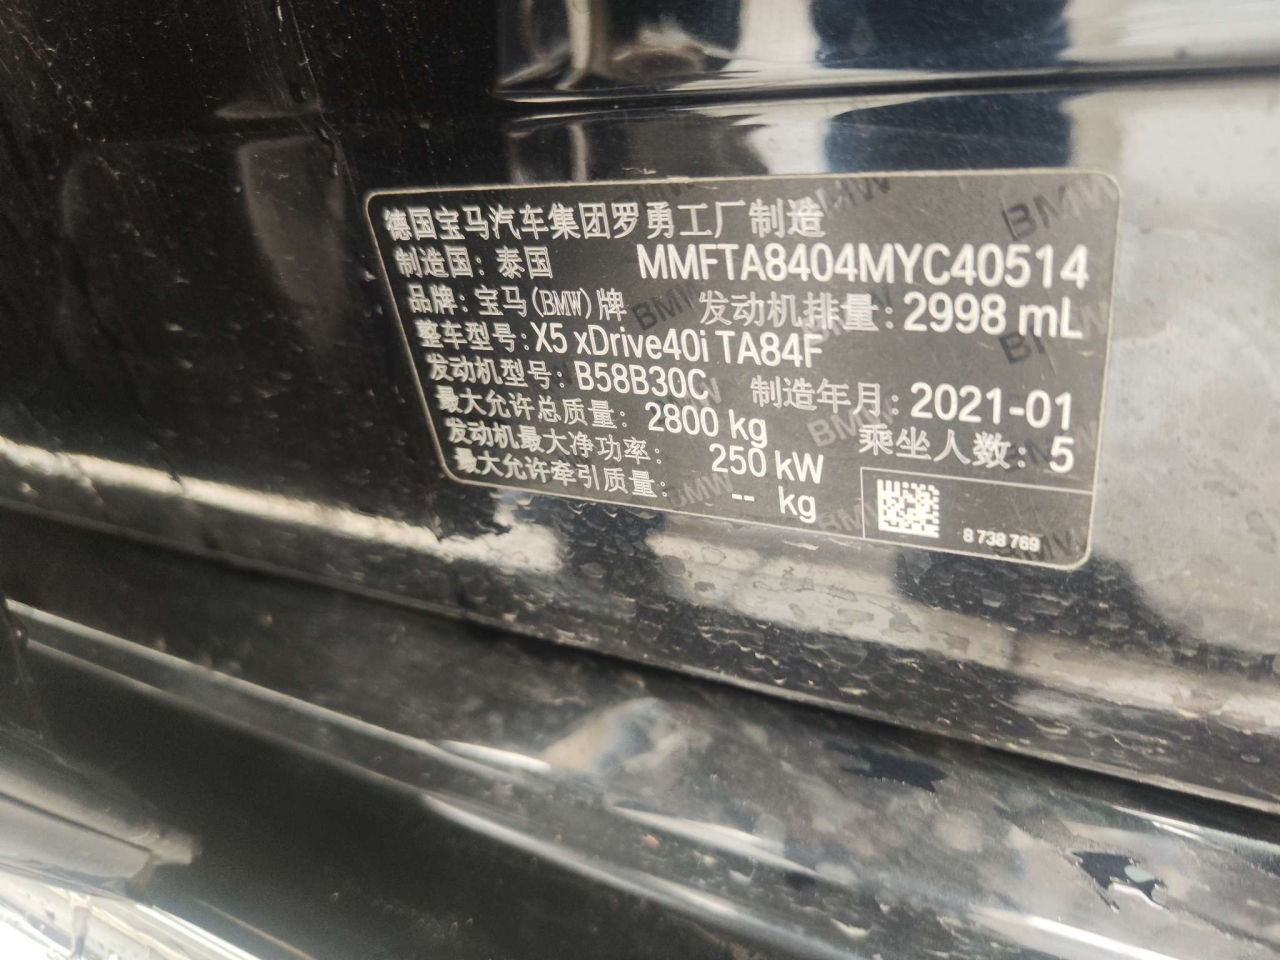 德国宝马汽车集团罗勇工厂制造
制造国：泰国 MMFTA8404MYC40514
品牌：宝马(BMW)牌 发动机排量：2998 mL
整车型号：X5 xDrive40i TA84F
发动机型号：B58B30C 制造年月：2021-01
最大允许总质量：2800 kg 乘坐人数：5
发动机最大净功率：250 kW
最大允许牵引质量：-- kg
8 738 769